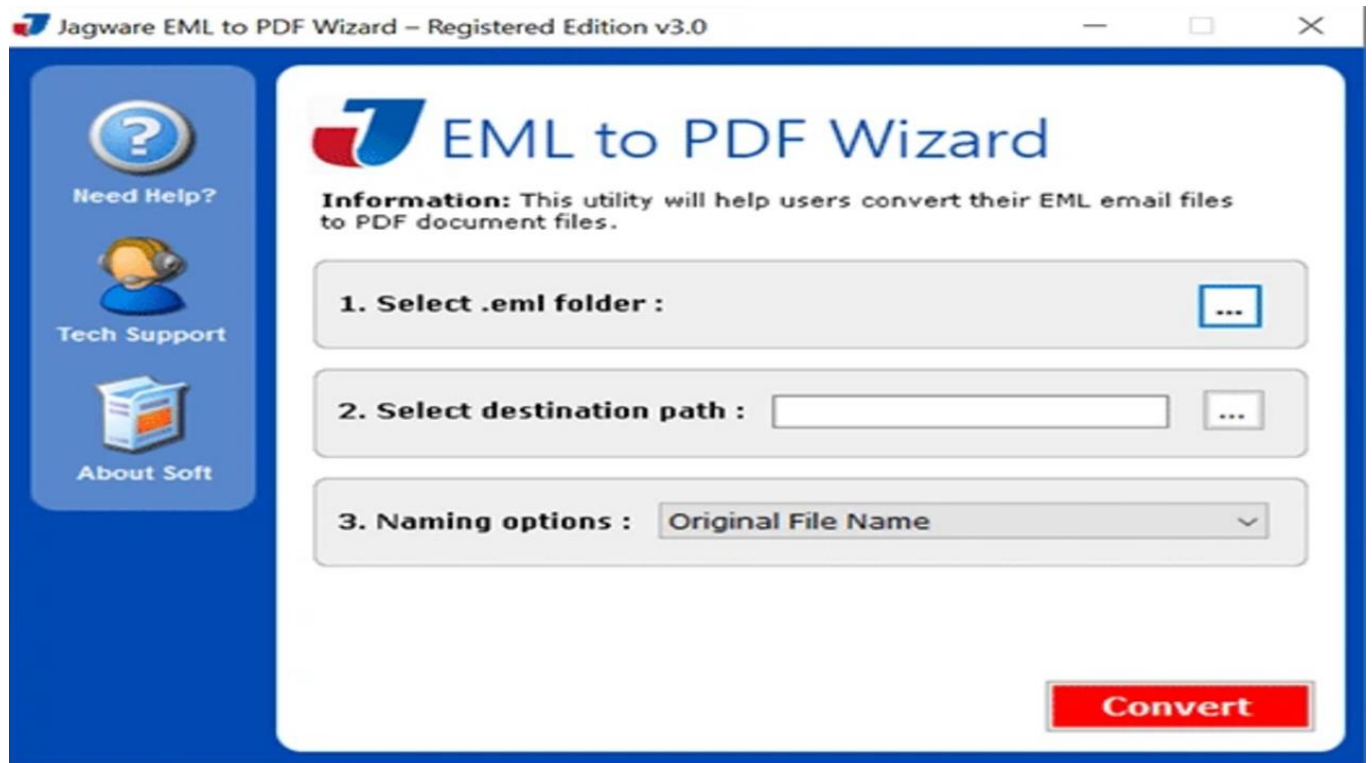 Jagware EML to PDF Wizard – Registered Edition v3.0
Need Help?
Tech Support
About Soft
EML to PDF Wizard
Information: This utility will help users convert their EML email files
to PDF document files.
1. Select .eml folder :
...
2. Select destination path :
...
3. Naming options :
Original File Name
Convert